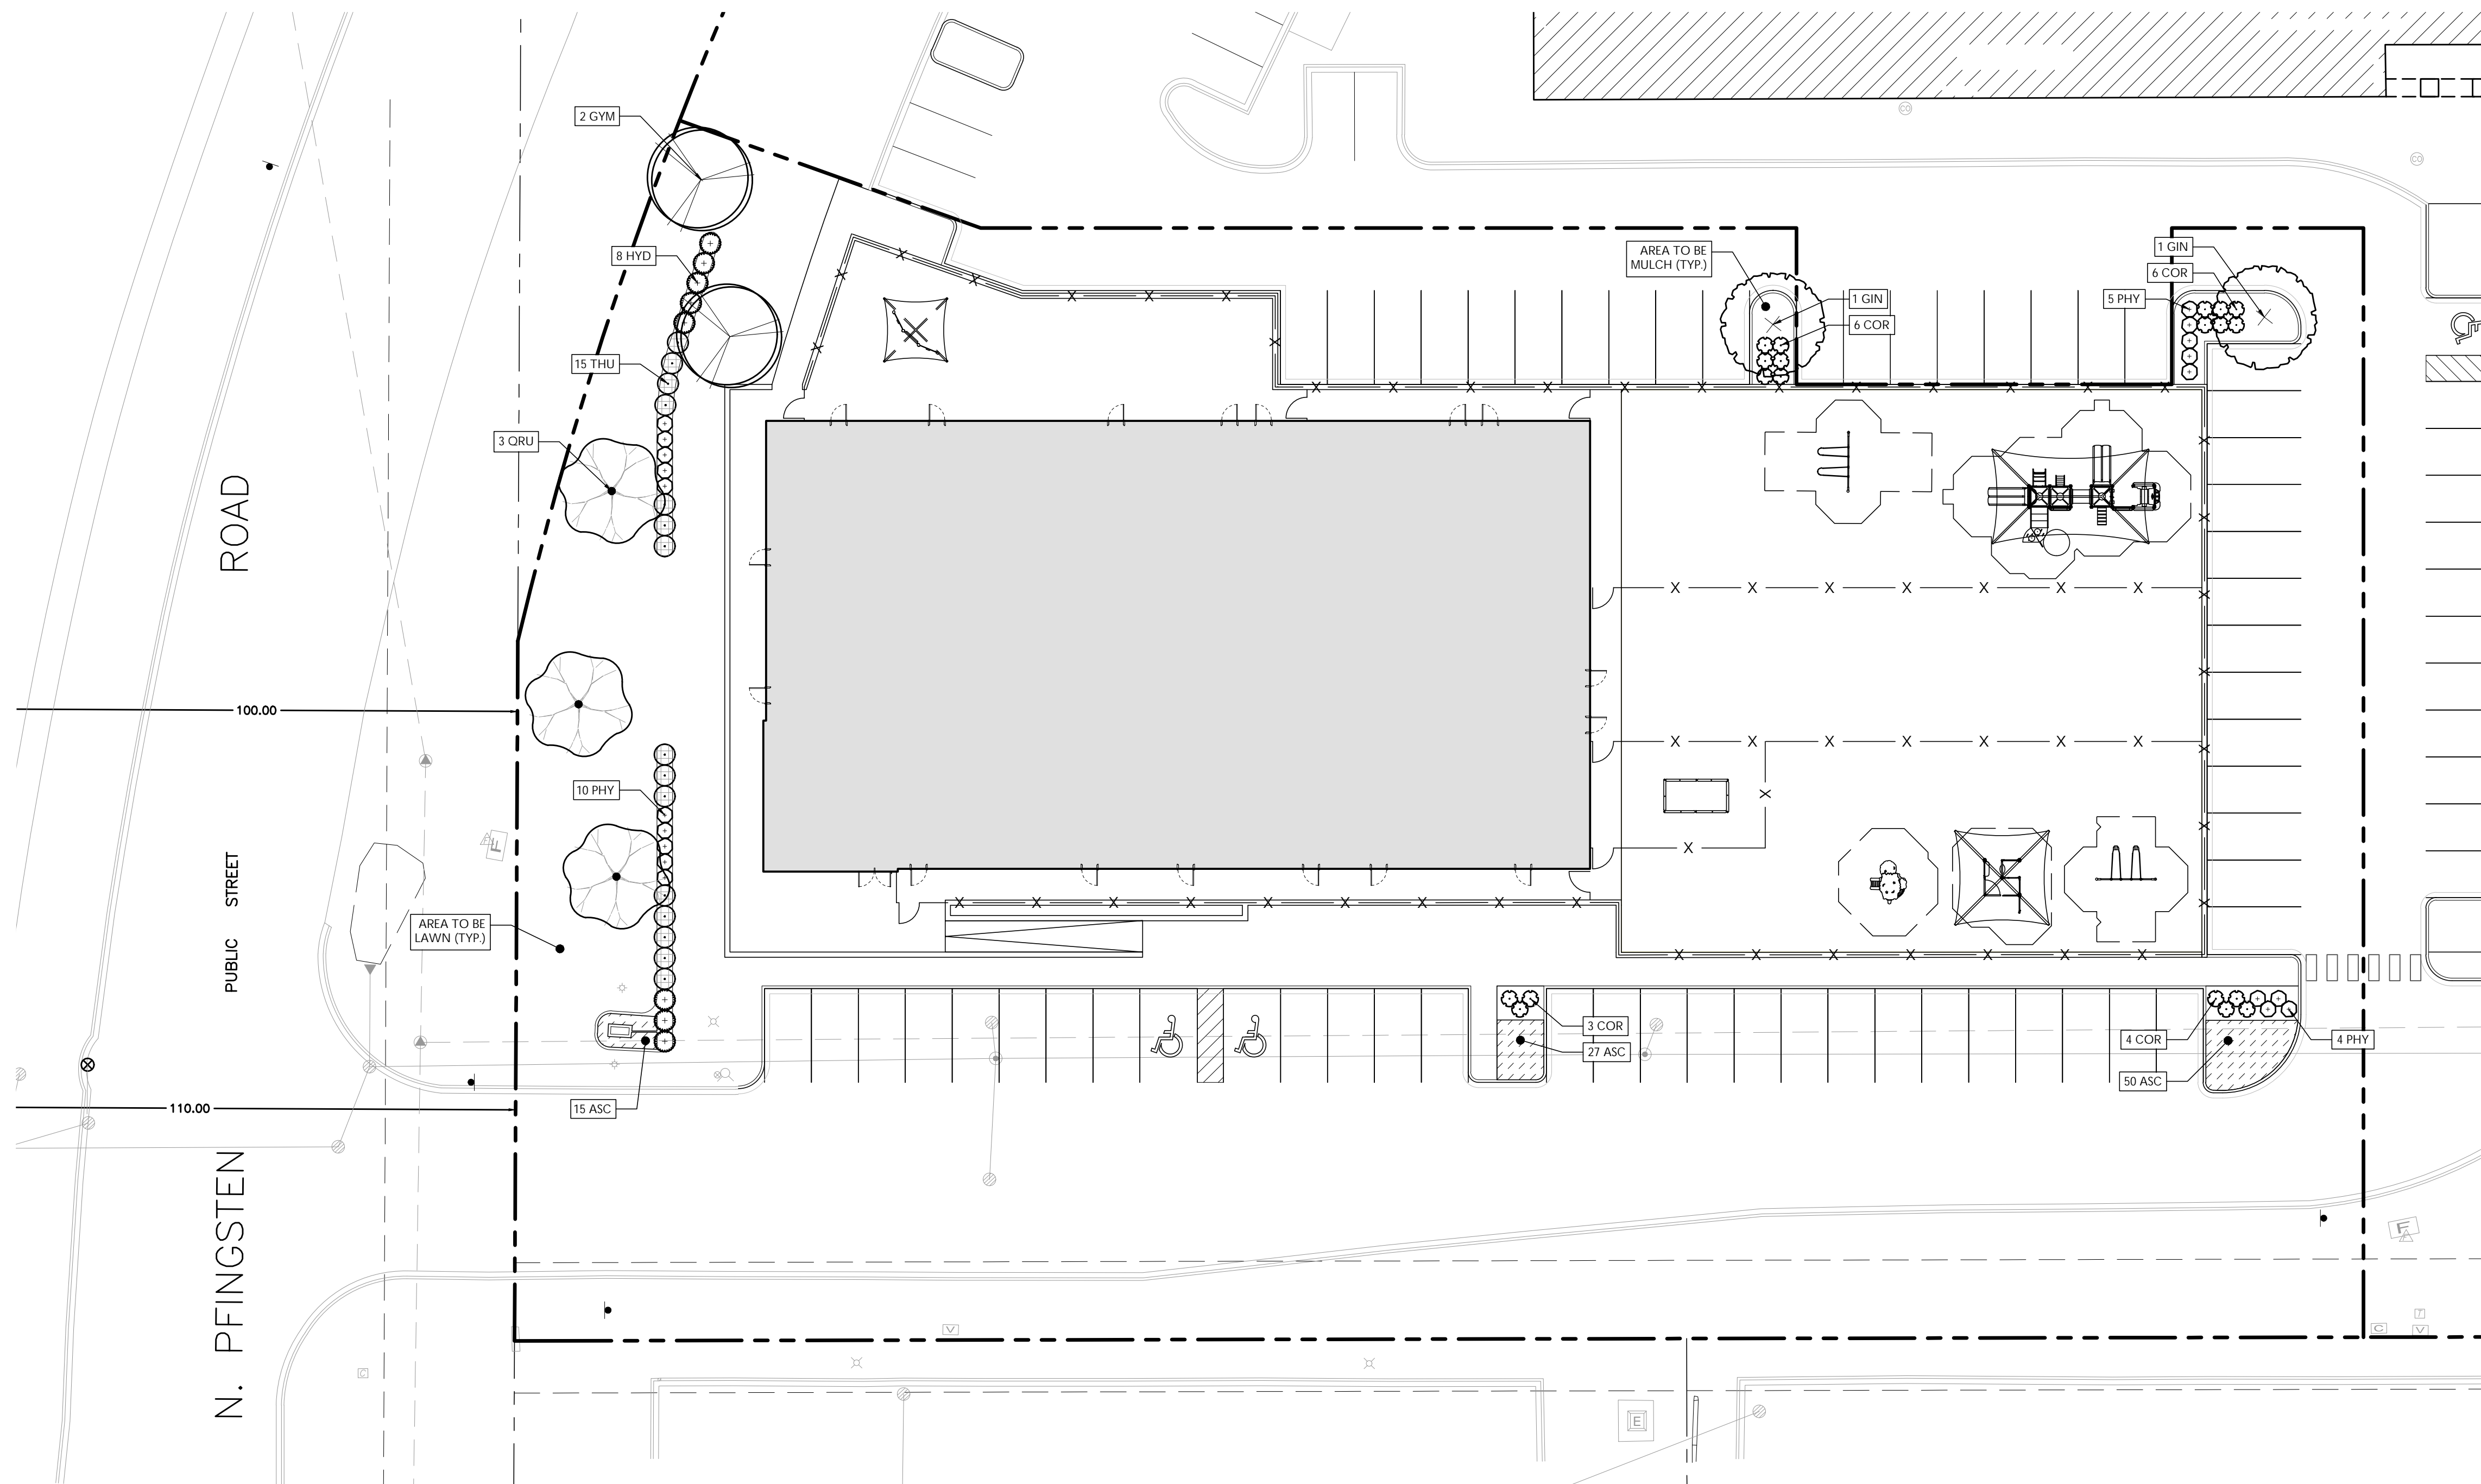 2 GYM
8 HYD
AREA TO BE
MULCH (TYP.)
1 GIN
6 COR
1 GIN
6 COR
5 PHY
15 THU
3 QRU
ROAD
100.00
10 PHY
PUBLIC STREET
AREA TO BE
LAWN (TYP.)
3 COR
27 ASC
4 COR
4 PHY
50 ASC
110.00
15 ASC
N. PFINGSTEN
CO
CO
F
F
V
C
E
T
C
V